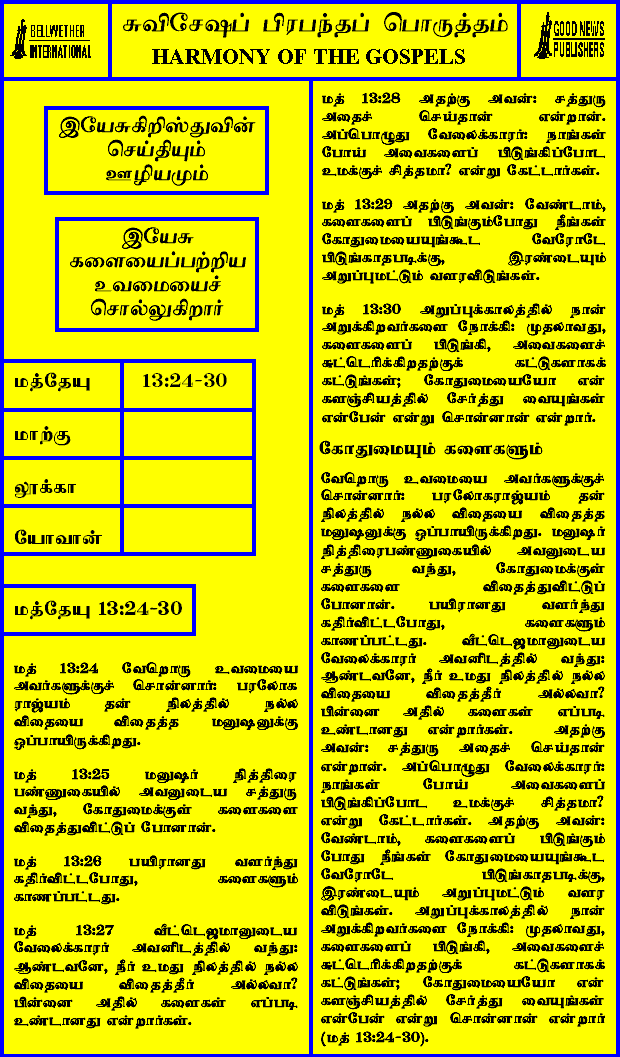 BELLWETHER
INTERNATIONAL
சுவிசேஷப் பிரபந்தப் பொருத்தம்
HARMONY OF THE GOSPELS
GOOD NEWS
PUBLISHERS
இயேசுகிறிஸ்துவின்
செய்தியும்
ஊழியமும்
இயேசு
களையைப்பற்றிய
உவமையைச்
சொல்லுகிறார்
மத்தேயு 13:24-30
மாற்கு
லூக்கா
யோவான்
மத்தேயு 13:24-30
மத் 13:24 வேறொரு உவமையை
அவர்களுக்குச் சொன்னார்: பரலோக
ராஜ்யம் தன் நிலத்தில் நல்ல
விதையை விதைத்த மனுஷனுக்கு
ஒப்பாயிருக்கிறது.
மத் 13:25 மனுஷர் நித்திரை
பண்ணுகையில் அவனுடைய சத்துரு
வந்து, கோதுமைக்குள் களைகளை
விதைத்துவிட்டுப் போனான்.
மத் 13:26 பயிரானது வளர்ந்து
கதிர்விட்டபோது, களைகளும்
காணப்பட்டது.
மத் 13:27 வீட்டெஜமானுடைய
வேலைக்காரர் அவனிடத்தில் வந்து:
ஆண்டவனே, நீர் உமது நிலத்தில் நல்ல
விதையை விதைத்தீர் அல்லவா?
பின்னை அதில் களைகள் எப்படி
உண்டானது என்றார்கள்.
மத் 13:28 அதற்கு அவன்: சத்துரு
அதைச் செய்தான் என்றான்.
அப்பொழுது வேலைக்காரர்: நாங்கள்
போய் அவைகளைப் பிடுங்கிப்போட
உமக்குச் சித்தமா? என்று கேட்டார்கள்.
மத் 13:29 அதற்கு அவன்: வேண்டாம்,
களைகளைப் பிடுங்கும்போது நீங்கள்
கோதுமையையுங்கூட வேரோடே
பிடுங்காதபடிக்கு, இரண்டையும்
அறுப்புமட்டும் வளரவிடுங்கள்.
மத் 13:30 அறுப்புக்காலத்தில் நான்
அறுக்கிறவர்களை நோக்கி: முதலாவது,
களைகளைப் பிடுங்கி, அவைகளைச்
சுட்டெரிக்கிறதற்குக் கட்டுகளாகக்
கட்டுங்கள்; கோதுமையையோ என்
களஞ்சியத்தில் சேர்த்து வையுங்கள்
என்பேன் என்று சொன்னான் என்றார்.
கோதுமையும் களைகளும்
வேறொரு உவமையை அவர்களுக்குச்
சொன்னார்: பரலோகராஜ்யம் தன்
நிலத்தில் நல்ல விதையை விதைத்த
மனுஷனுக்கு ஒப்பாயிருக்கிறது. மனுஷர்
நித்திரைபண்ணுகையில் அவனுடைய
சத்துரு வந்து, கோதுமைக்குள்
களைகளை விதைத்துவிட்டுப்
போனான். பயிரானது வளர்ந்து
கதிர்விட்டபோது, களைகளும்
காணப்பட்டது. வீட்டெஜமானுடைய
வேலைக்காரர் அவனிடத்தில் வந்து:
ஆண்டவனே, நீர் உமது நிலத்தில் நல்ல
விதையை விதைத்தீர் அல்லவா?
பின்னை அதில் களைகள் எப்படி
உண்டானது என்றார்கள். அதற்கு
அவன்: சத்துரு அதைச் செய்தான்
என்றான். அப்பொழுது வேலைக்காரர்:
நாங்கள் போய் அவைகளைப்
பிடுங்கிப்போட உமக்குச் சித்தமா?
என்று கேட்டார்கள். அதற்கு அவன்:
வேண்டாம், களைகளைப் பிடுங்கும்
போது நீங்கள் கோதுமையையுங்கூட
வேரோடே பிடுங்காதபடிக்கு,
இரண்டையும் அறுப்புமட்டும் வளர
விடுங்கள். அறுப்புக்காலத்தில் நான்
அறுக்கிறவர்களை நோக்கி: முதலாவது,
களைகளைப் பிடுங்கி, அவைகளைச்
சுட்டெரிக்கிறதற்குக் கட்டுகளாகக்
கட்டுங்கள்; கோதுமையையோ என்
களஞ்சியத்தில் சேர்த்து வையுங்கள்
என்பேன் என்று சொன்னான் என்றார்
(மத் 13:24-30).